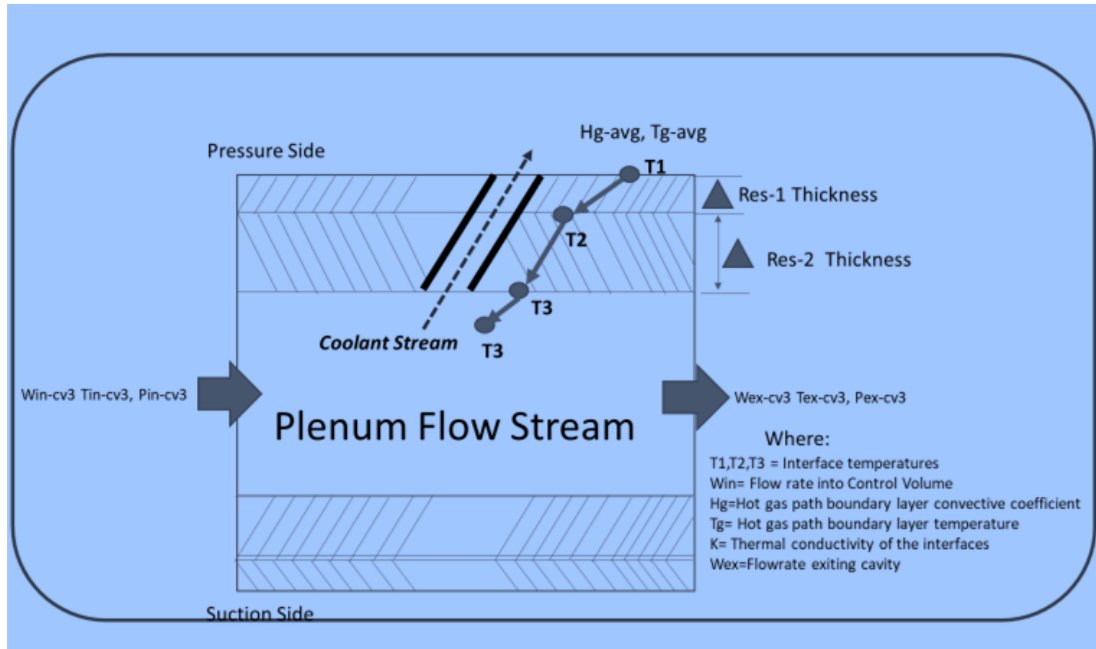 Hg-avg, Tg-avg
Pressure Side
T1
Res-1 Thickness
T2
Res-2 Thickness
T3
Coolant Stream
T3
Win-cv3 Tin-cv3, Pin-cv3
Wex-cv3 Tex-cv3, Pex-cv3
Plenum Flow Stream
Where:
T1,T2,T3 = Interface temperatures
Win= Flow rate into Control Volume
Hg=Hot gas path boundary layer convective coefficient
Tg= Hot gas path boundary layer temperature
K= Thermal conductivity of the interfaces
Wex=Flowrate exiting cavity
Suction Side